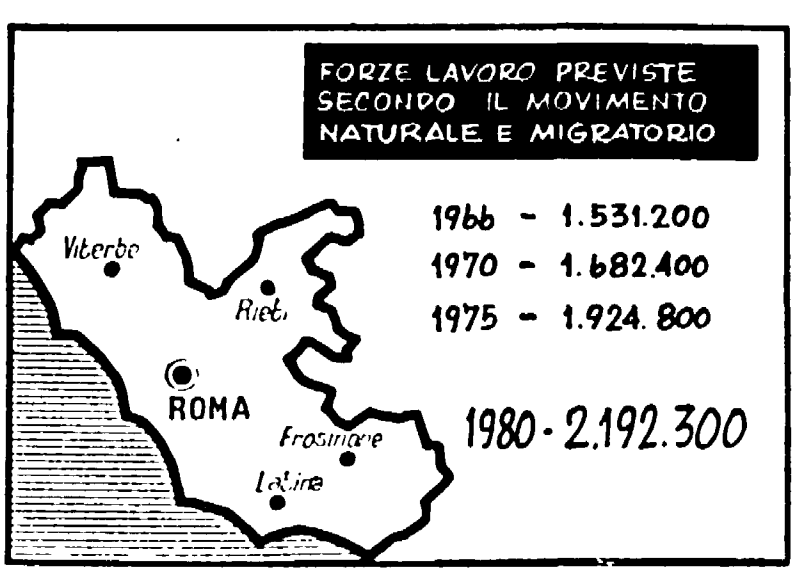 FORZE LAVORO PREVISTE
SECONDO IL MOVIMENTO
NATURALE E MIGRATORIO
1966 - 1.531.200
1970 - 1.682.400
1975 - 1.924.800
1980 - 2.192.300
Viterbo
Rieti
ROMA
Frosinone
Latina